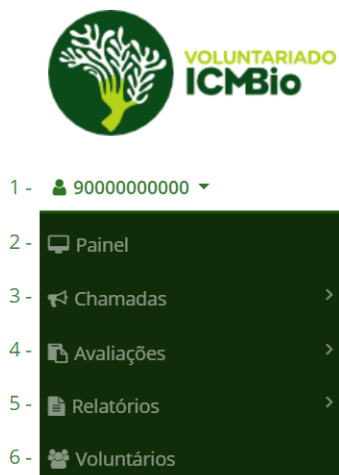 VOLUNTARIADO
ICMBio
1 - 90000000000
2 - Painel
3 - Chamadas
4 - Avaliações
5 - Relatórios
6 - Voluntários